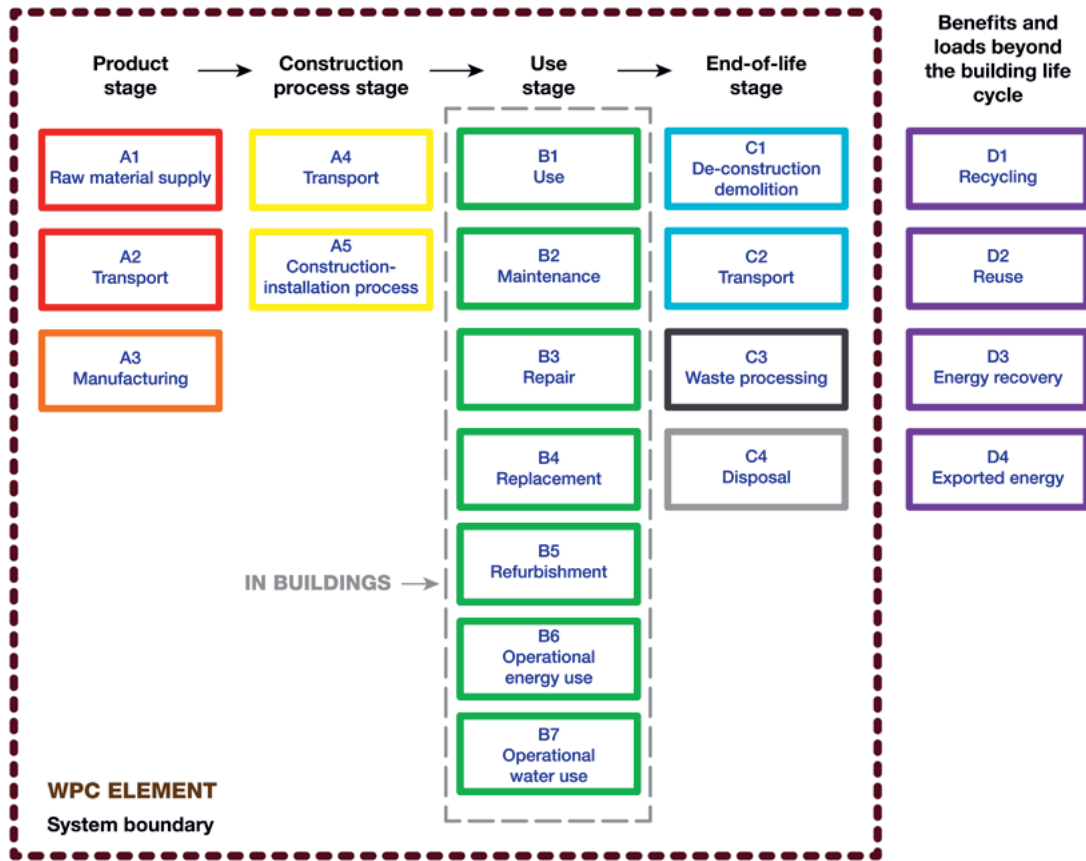 Product
stage
Construction
process stage
Use
stage
End-of-life
stage
Benefits and
loads beyond
the building life
cycle
A1
Raw material supply
A2
Transport
A3
Manufacturing
A4
Transport
A5
Construction-
installation process
B1
Use
B2
Maintenance
B3
Repair
B4
Replacement
B5
Refurbishment
B6
Operational
energy use
B7
Operational
water use
C1
De-construction
demolition
C2
Transport
C3
Waste processing
C4
Disposal
D1
Recycling
D2
Reuse
D3
Energy recovery
D4
Exported energy
IN BUILDINGS
WPC ELEMENT
System boundary